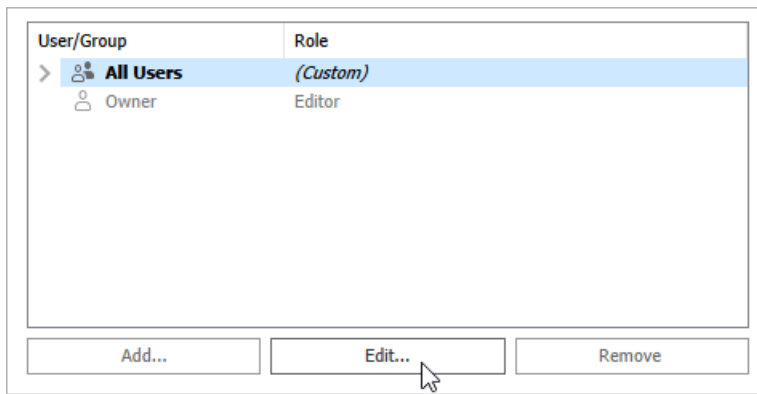 User/Group Role
All Users (Custom)
Owner Editor
Add... Edit... Remove